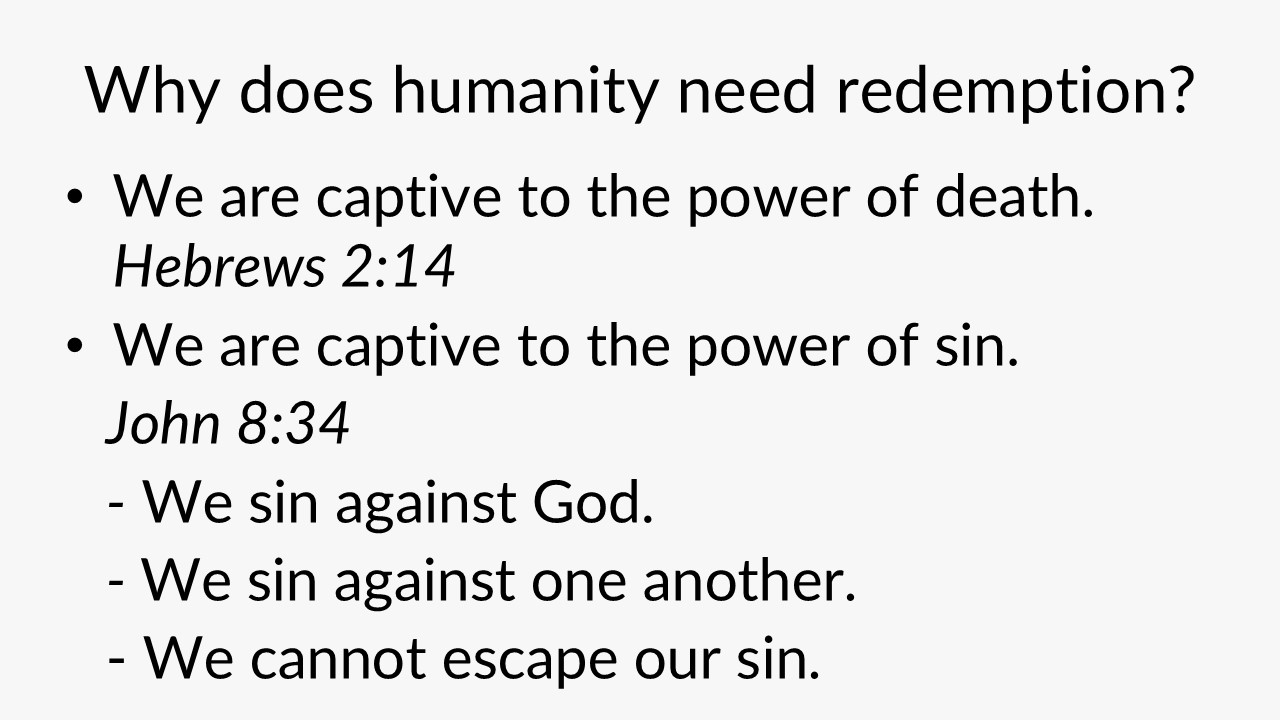 Why does humanity need redemption?
• We are captive to the power of death.
Hebrews 2:14
• We are captive to the power of sin.
John 8:34
- We sin against God.
- We sin against one another.
- We cannot escape our sin.